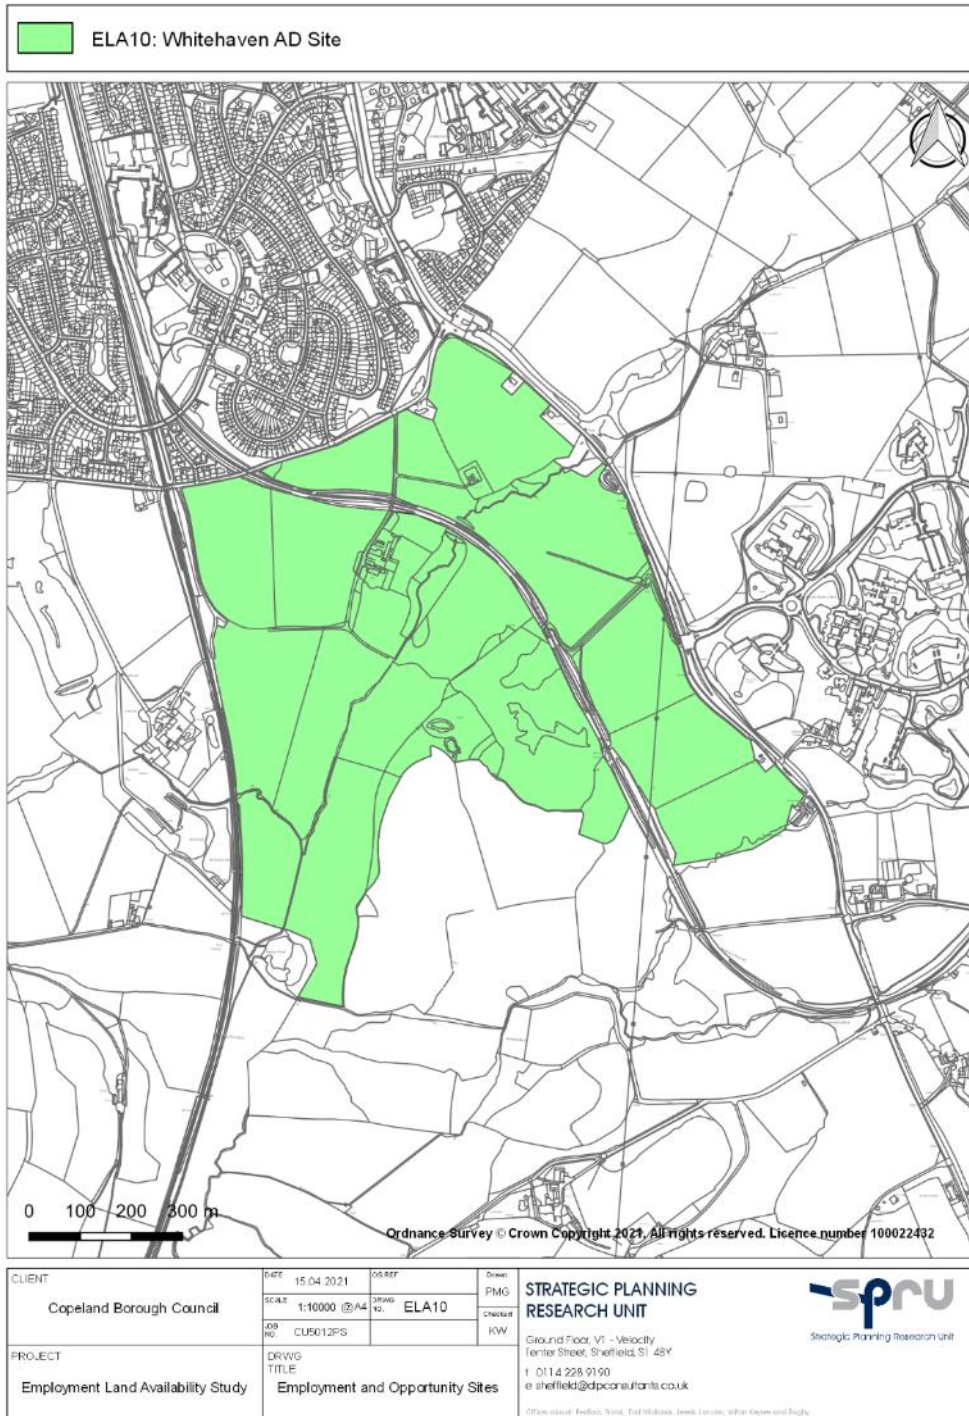 ELA10: Whitehaven AD Site
0 100 200 300 m
Ordnance Survey © Crown Copyright 2021. All rights reserved. Licence number 100022432
CLIENT
Copeland Borough Council
DATE 15.04.2021
OS REF
Drawn
PMG
SCALE 1:10000 @A4
DRWG NO. ELA10
Checked
KW
JOB NO. CU5012PS
PROJECT
Employment Land Availability Study
DRWG TITLE
Employment and Opportunity Sites
STRATEGIC PLANNING
RESEARCH UNIT
Ground Floor, V1 - Velocity
Tenter Street, Sheffield, S1 4BY
t 0114 228 9190
e sheffield@dlpconsultants.co.uk
spru
Strategic Planning Research Unit